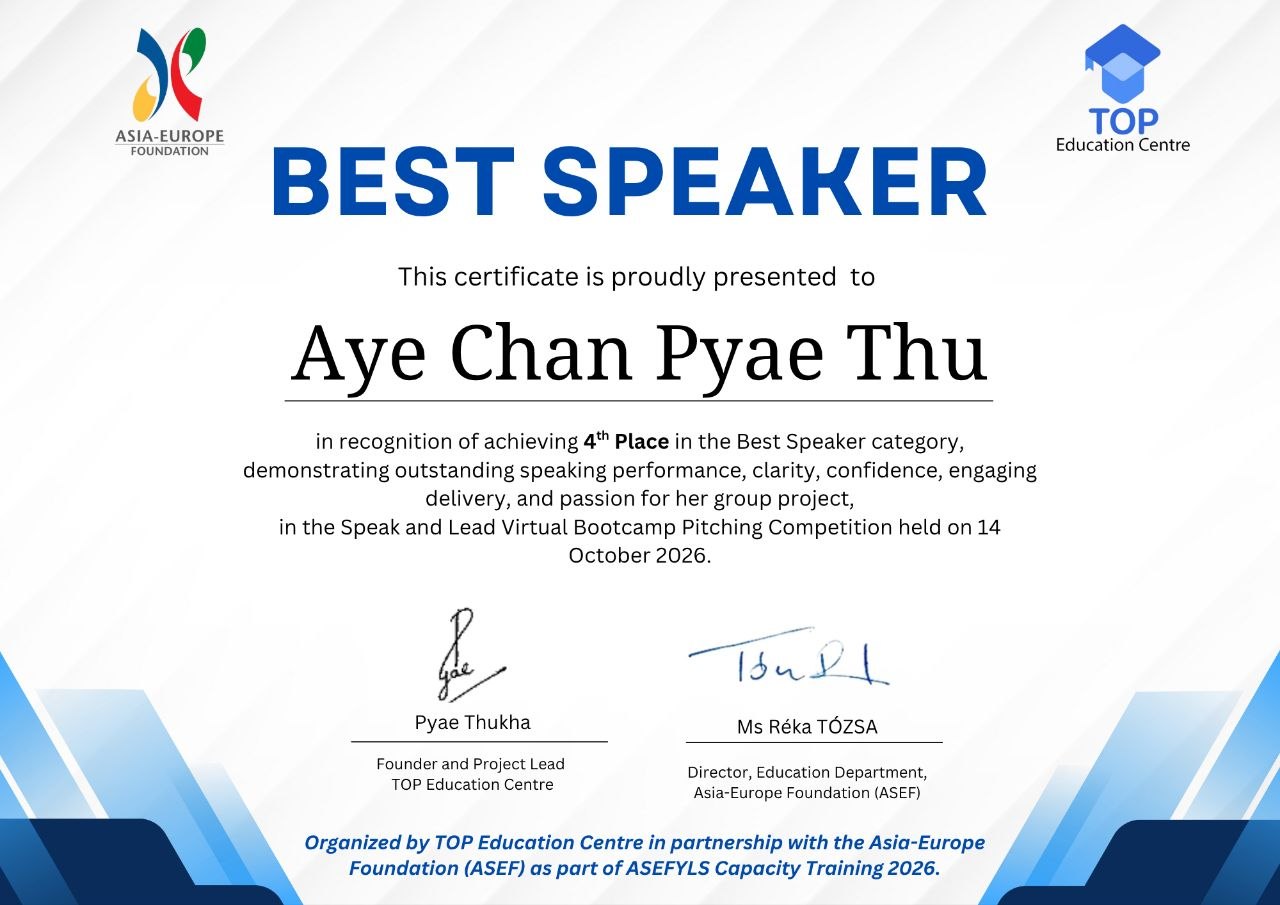 ASIA-EUROPE
FOUNDATION
TOP
Education Centre
BEST SPEAKER
This certificate is proudly presented to
Aye Chan Pyae Thu
in recognition of achieving 4th Place in the Best Speaker category,
demonstrating outstanding speaking performance, clarity, confidence, engaging
delivery, and passion for her group project,
in the Speak and Lead Virtual Bootcamp Pitching Competition held on 14
October 2026.
Pyae Thukha
Founder and Project Lead
TOP Education Centre
Ms Réka TÓZSA
Director, Education Department,
Asia-Europe Foundation (ASEF)
Organized by TOP Education Centre in partnership with the Asia-Europe
Foundation (ASEF) as part of ASEFYLS Capacity Training 2026.